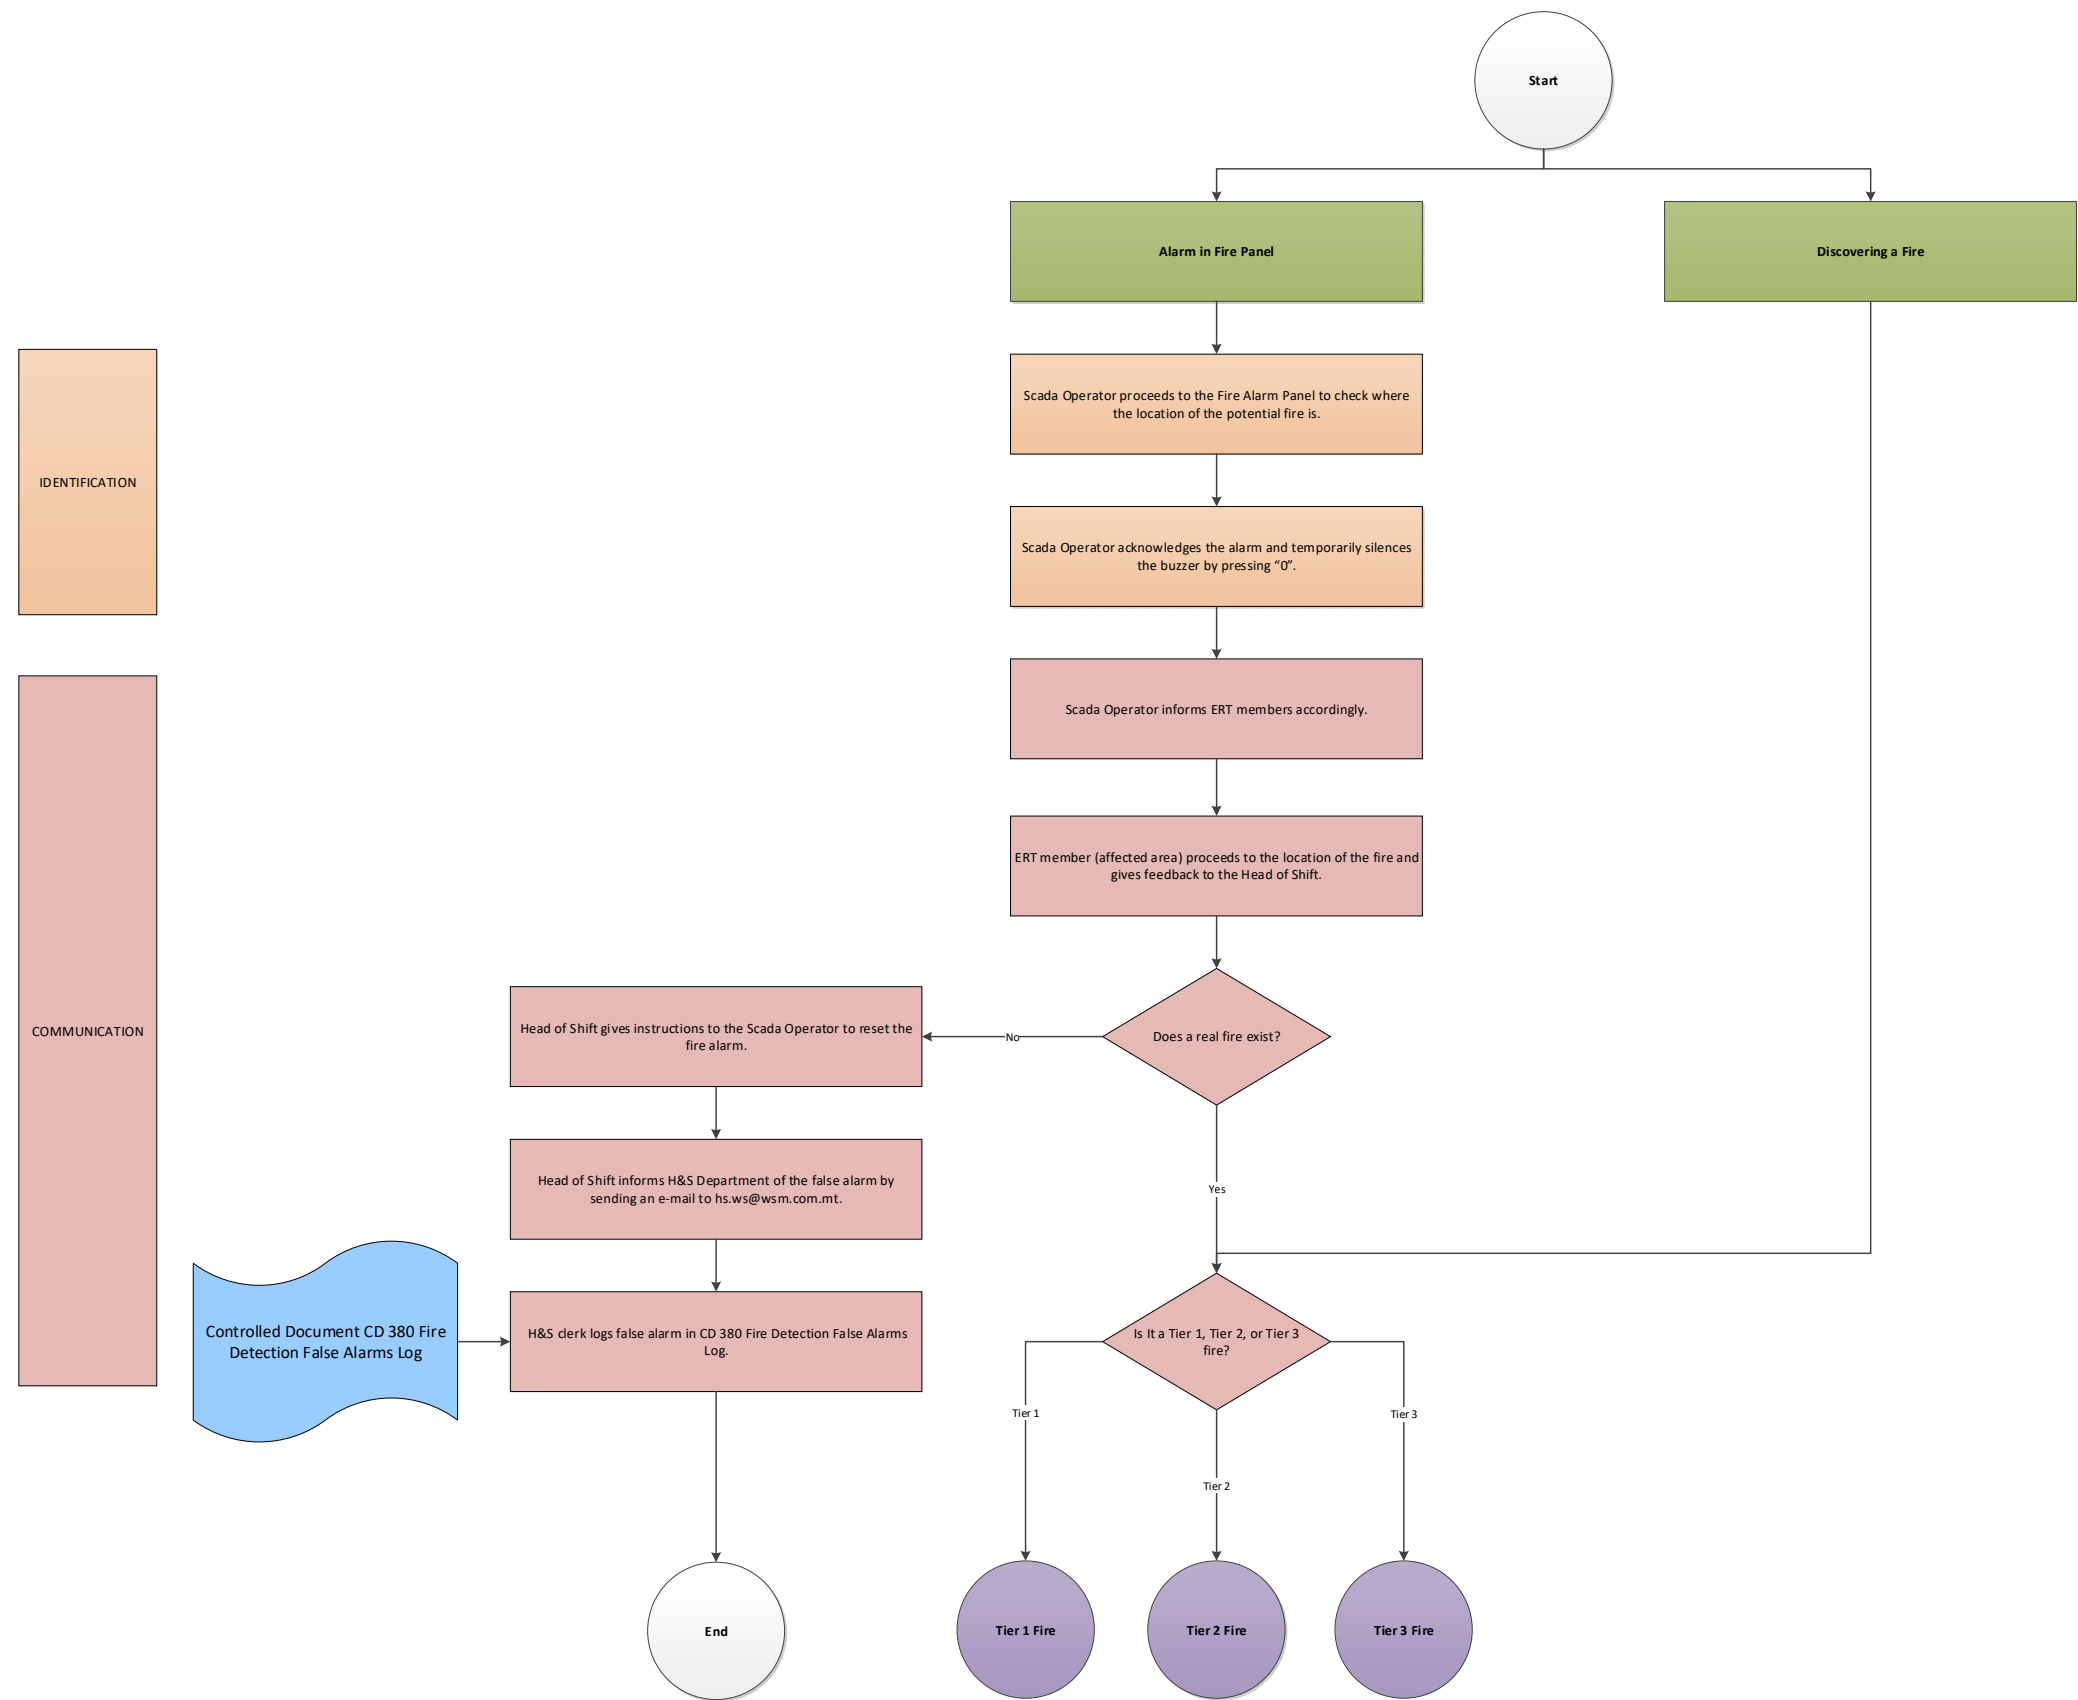 Start
Alarm in Fire Panel
Discovering a Fire
IDENTIFICATION
Scada Operator proceeds to the Fire Alarm Panel to check where
the location of the potential fire is.
Scada Operator acknowledges the alarm and temporarily silences
the buzzer by pressing “0”.
COMMUNICATION
Scada Operator informs ERT members accordingly.
ERT member (affected area) proceeds to the location of the fire and
gives feedback to the Head of Shift.
Does a real fire exist?
No
Head of Shift gives instructions to the Scada Operator to reset the
fire alarm.
Head of Shift informs H&S Department of the false alarm by
sending an e-mail to hs.ws@wsm.com.mt.
Yes
Controlled Document CD 380 Fire
Detection False Alarms Log
H&S clerk logs false alarm in CD 380 Fire Detection False Alarms
Log.
Is It a Tier 1, Tier 2, or Tier 3
fire?
Tier 1
Tier 3
Tier 2
End
Tier 1 Fire
Tier 2 Fire
Tier 3 Fire